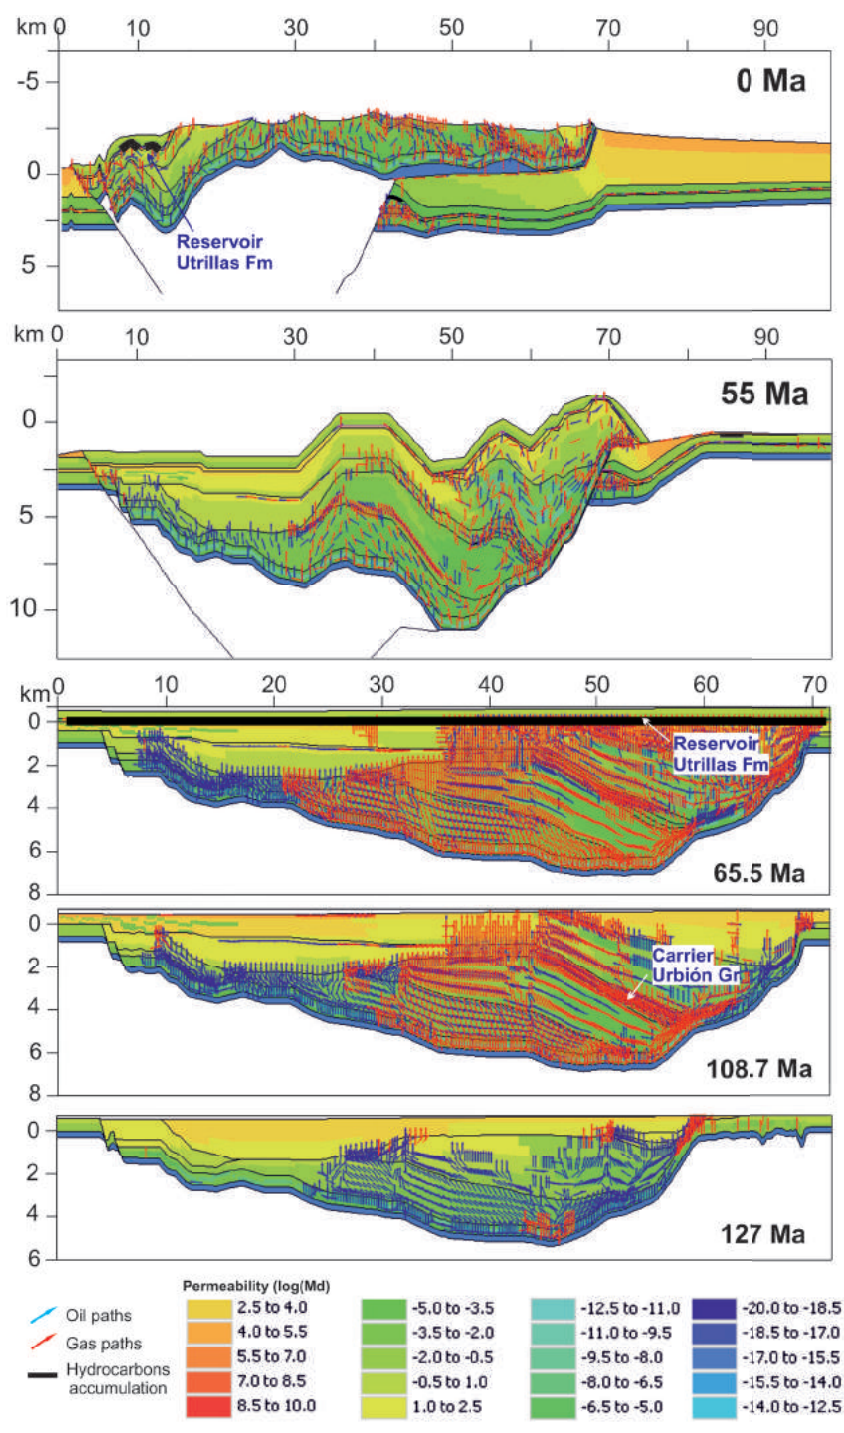 km 0 10 30 50 70 90
-5
0 Ma
0
Reservoir
Utrillas Fm
5
km 0 10 30 50 70 90
55 Ma
0
5
10
km 0 10 20 30 40 50 60 70
0
Reservoir
Utrillas Fm
2
4
6
65.5 Ma
8
0
Carrier
Urbión Gr
2
4
6
108.7 Ma
8
0
2
4
127 Ma
6
Permeability (log(Md)
Oil paths
Gas paths
Hydrocarbons
accumulation
2.5 to 4.0
4.0 to 5.5
5.5 to 7.0
7.0 to 8.5
8.5 to 10.0
-5.0 to -3.5
-3.5 to -2.0
-2.0 to -0.5
-0.5 to 1.0
1.0 to 2.5
-12.5 to -11.0
-11.0 to -9.5
-9.5 to -8.0
-8.0 to -6.5
-6.5 to -5.0
-20.0 to -18.5
-18.5 to -17.0
-17.0 to -15.5
-15.5 to -14.0
-14.0 to -12.5